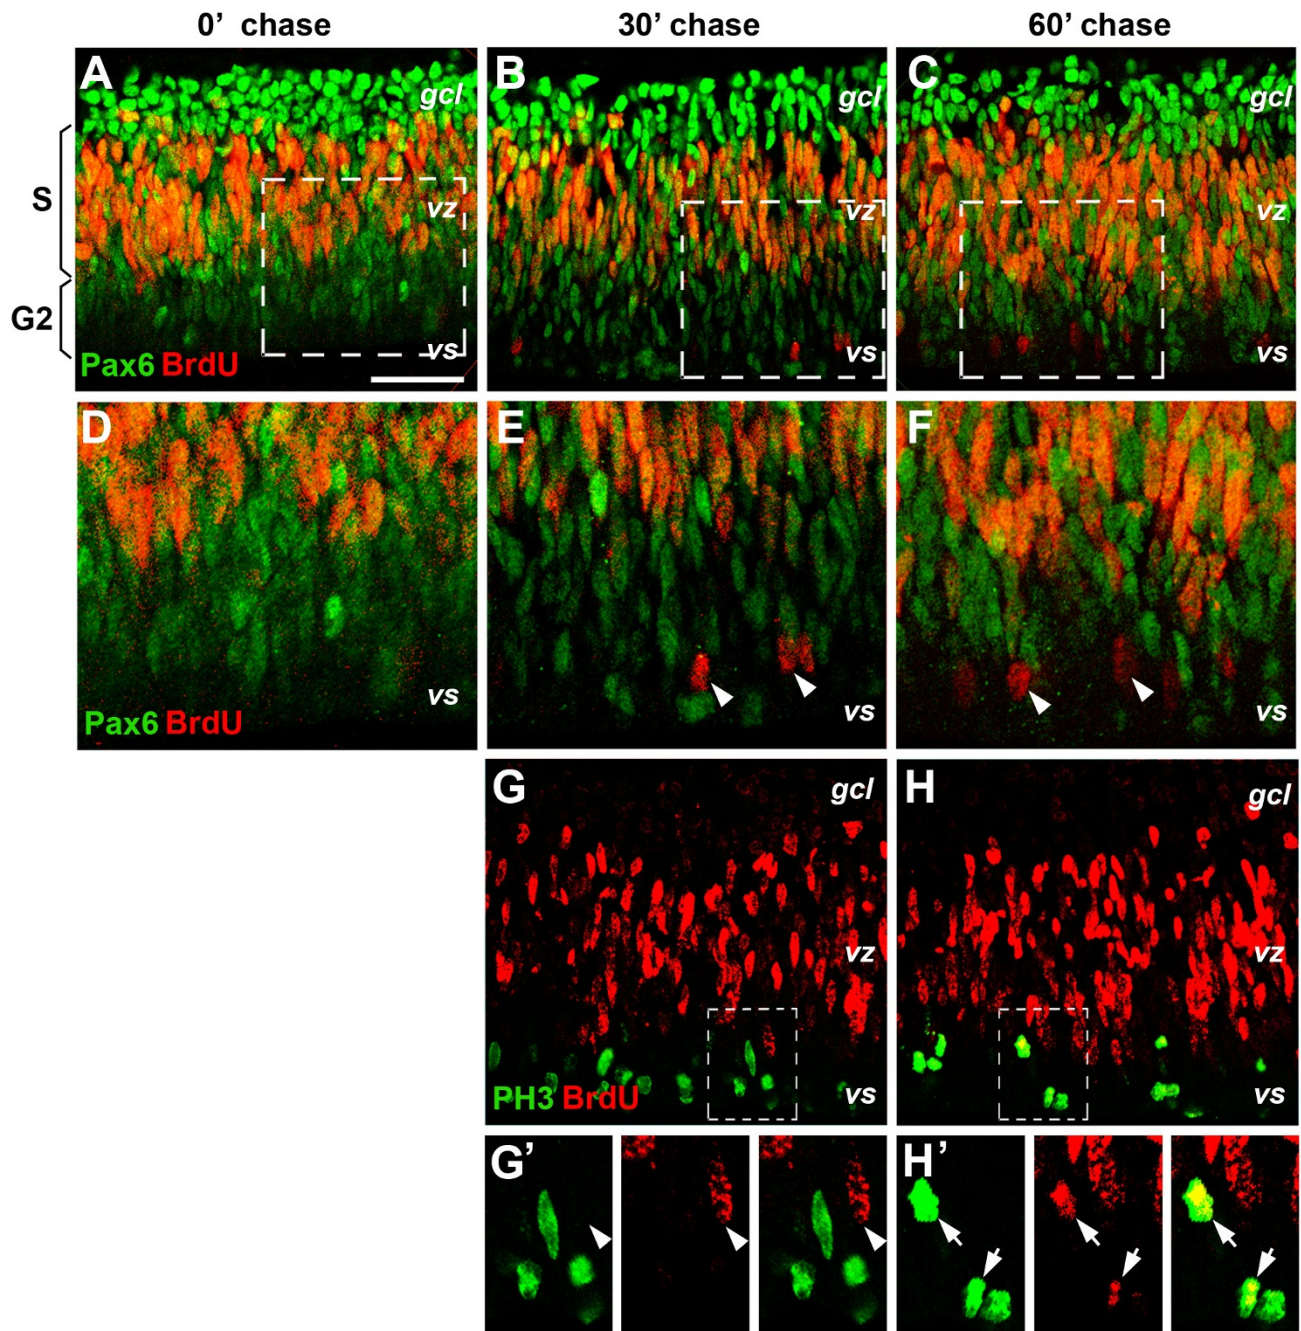 0’ chase 30’ chase 60’ chase
A gcl B gcl C gcl
S vz vz vz
G2 vs vs vs
Pax6 BrdU
D E F
vs vs vs
Pax6 BrdU
G gcl H gcl
vz vz
PH3 BrdU vs vs
G’ H’